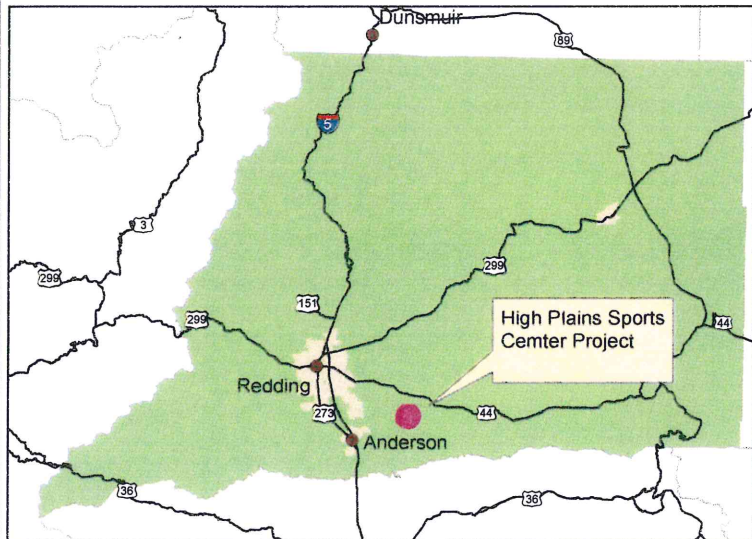 Dunsmuir
89
5
3
299
299
151
299
High Plains Sports
Cemter Project
44
Redding
273
44
Anderson
36
36